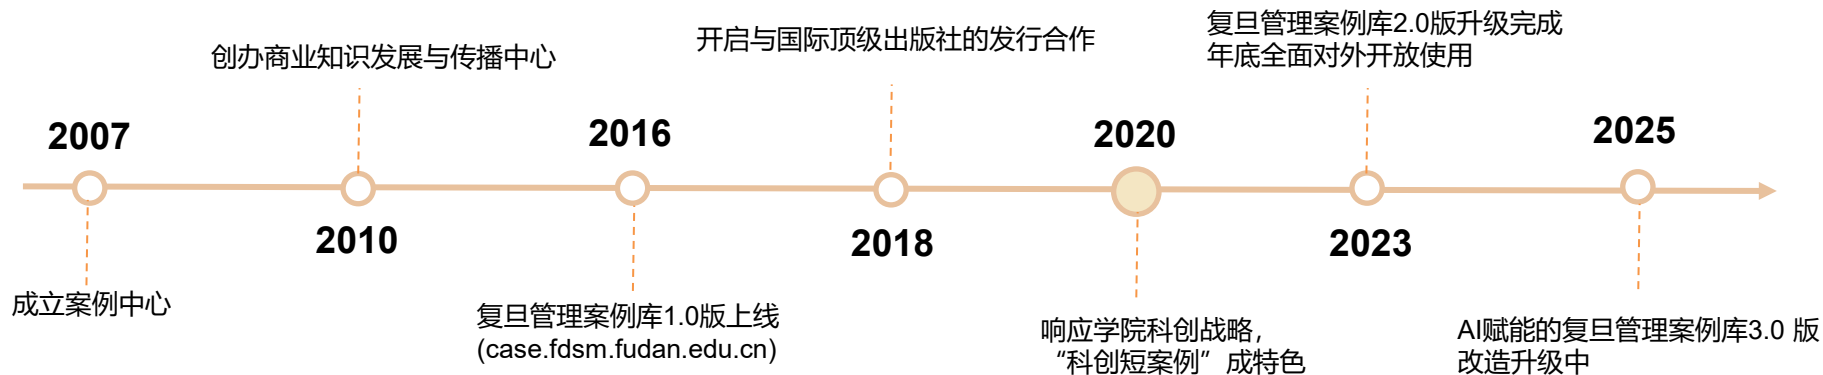 2007
成立案例中心
创办商业知识发展与传播中心
2010
2016
复旦管理案例库1.0版上线
(case.fdsm.fudan.edu.cn)
开启与国际顶级出版社的发行合作
2018
2020
响应学院科创战略，
“科创短案例”成特色
复旦管理案例库2.0版升级完成
年底全面对外开放使用
2023
2025
AI赋能的复旦管理案例库3.0 版
改造升级中